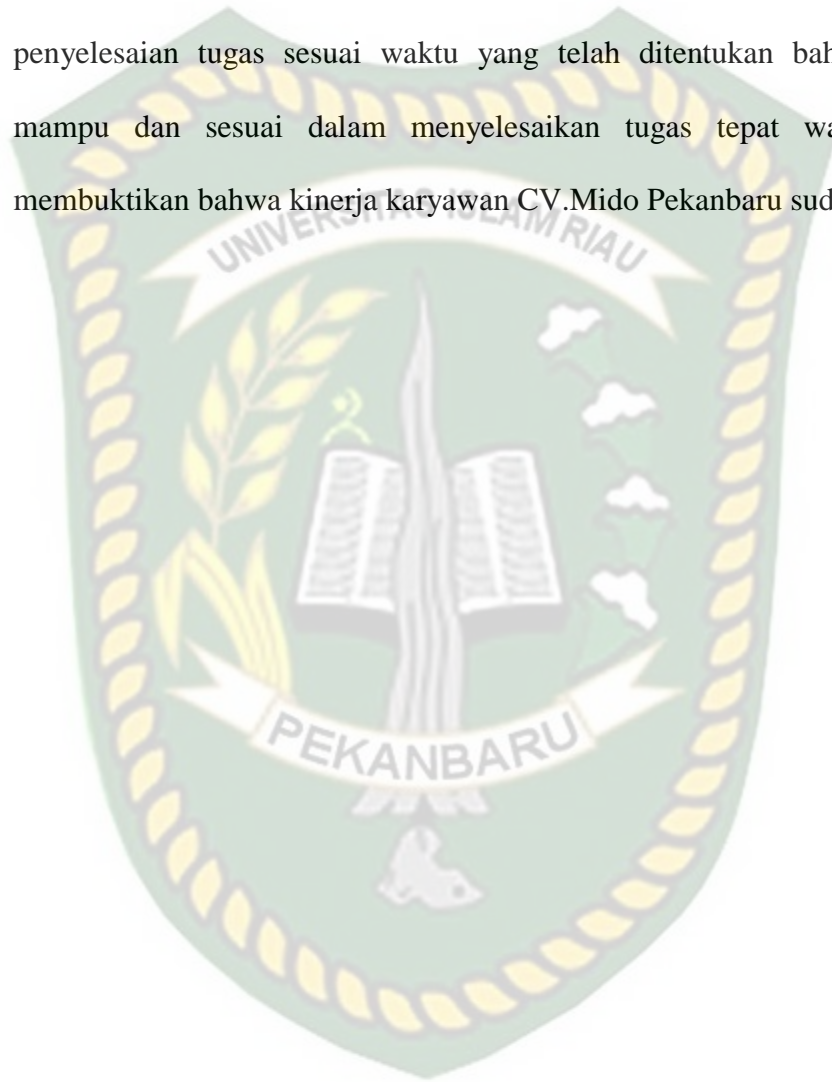 penyelesaian tugas sesuai waktu yang telah ditentukan bah
mampu dan sesuai dalam menyelesaikan tugas tepat wa
membuktikan bahwa kinerja karyawan CV.Mido Pekanbaru sud
UNIVERSITAS ISLAM RIAU
PEKANBARU